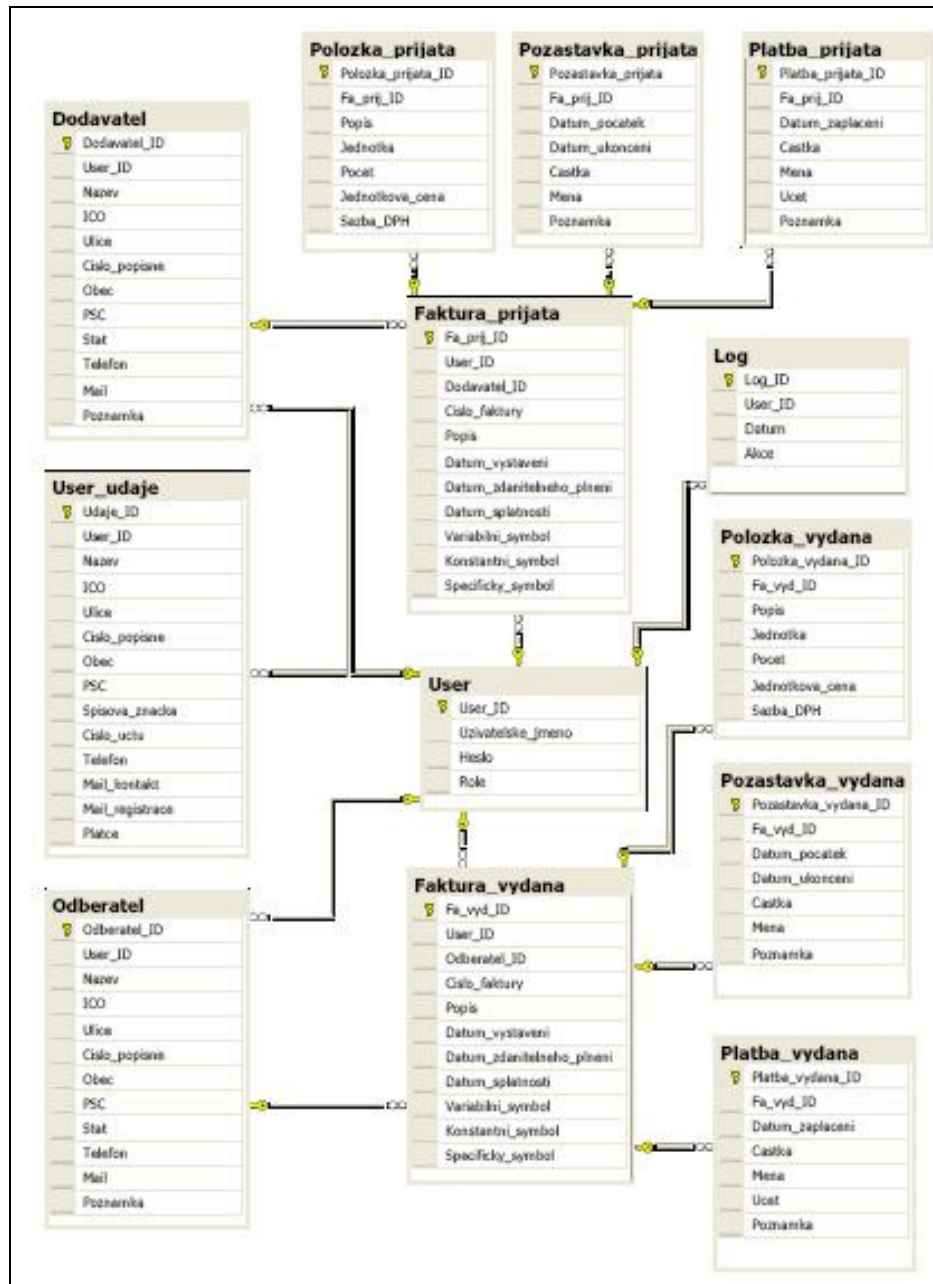 Polozka_prijata
Polozka_prijata_ID
Fa_prij_ID
Popis
Jednotka
Pocet
Jednotkova_cena
Sazba_DPH
Pozastavka_prijata
Pozastavka_prijata
Fa_prij_ID
Datum_pocatek
Datum_ukonceni
Castka
Mena
Poznamka
Platba_prijata
Platba_prijata_ID
Fa_prij_ID
Datum_zaplaceni
Castka
Mena
Ucet
Poznamka
Dodavatel
Dodavatel_ID
User_ID
Nazev
ICO
Ulice
Cislo_popisne
Obec
PSC
Stat
Telefon
Mail
Poznamka
Faktura_prijata
Fa_prij_ID
User_ID
Dodavatel_ID
Cislo_faktury
Popis
Datum_vystaveni
Datum_zdanitelneho_plneni
Datum_splatnosti
Variabilni_symbol
Konstantni_symbol
Specificky_symbol
Log
Log_ID
User_ID
Datum
Akce
User_udaje
Udaje_ID
User_ID
Nazev
ICO
Ulice
Cislo_popisne
Obec
PSC
Spisova_znacka
Cislo_uctu
Telefon
Mail_kontakt
Mail_registrace
Platce
Polozka_vydana
Polozka_vydana_ID
Fa_vyd_ID
Popis
Jednotka
Pocet
Jednotkova_cena
Sazba_DPH
User
User_ID
Uzivatelske_jmeno
Heslo
Role
Pozastavka_vydana
Pozastavka_vydana_ID
Fa_vyd_ID
Datum_pocatek
Datum_ukonceni
Castka
Mena
Poznamka
Odberatel
Odberatel_ID
User_ID
Nazev
ICO
Ulice
Cislo_popisne
Obec
PSC
Stat
Telefon
Mail
Poznamka
Faktura_vydana
Fa_vyd_ID
User_ID
Odberatel_ID
Cislo_faktury
Popis
Datum_vystaveni
Datum_zdanitelneho_plneni
Datum_splatnosti
Variabilni_symbol
Konstantni_symbol
Specificky_symbol
Platba_vydana
Platba_vydana_ID
Fa_vyd_ID
Datum_zaplaceni
Castka
Mena
Ucet
Poznamka